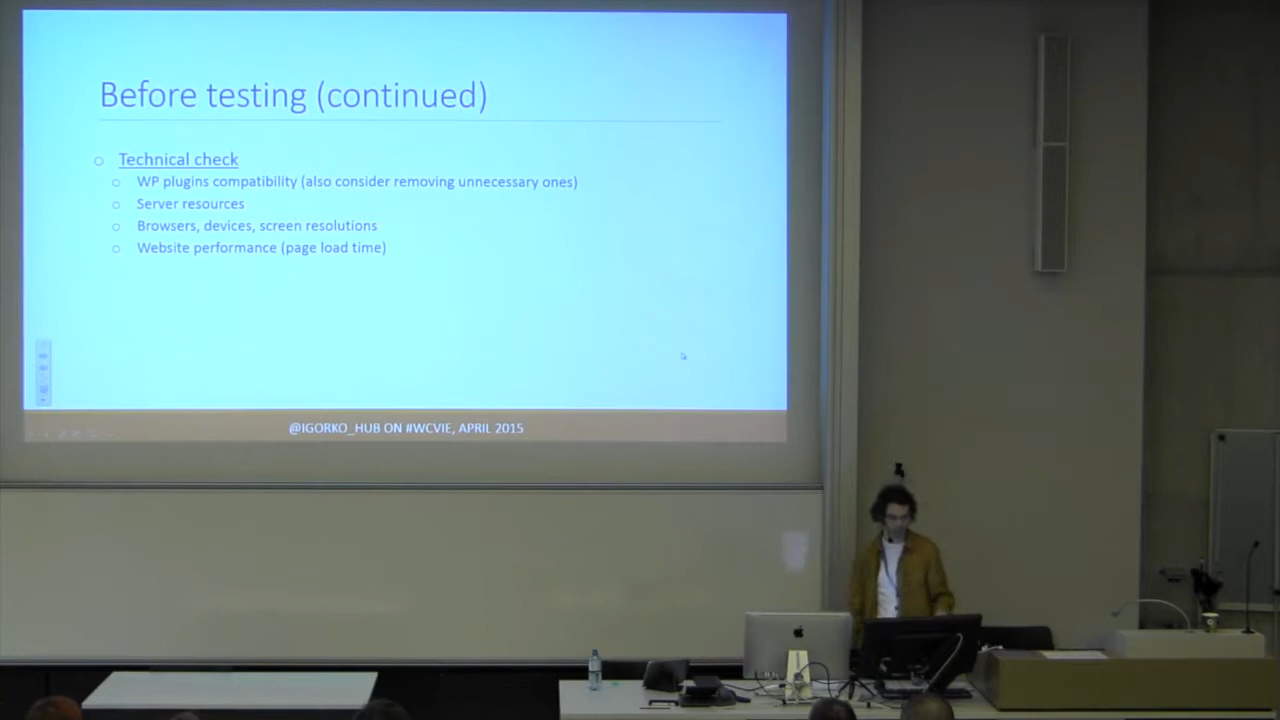 Before testing (continued)
Technical check
WP plugins compatibility (also consider removing unnecessary ones)
Server resources
Browsers, devices, screen resolutions
Website performance (page load time)
@IGORKO_HUB ON #WCVIE, APRIL 2015